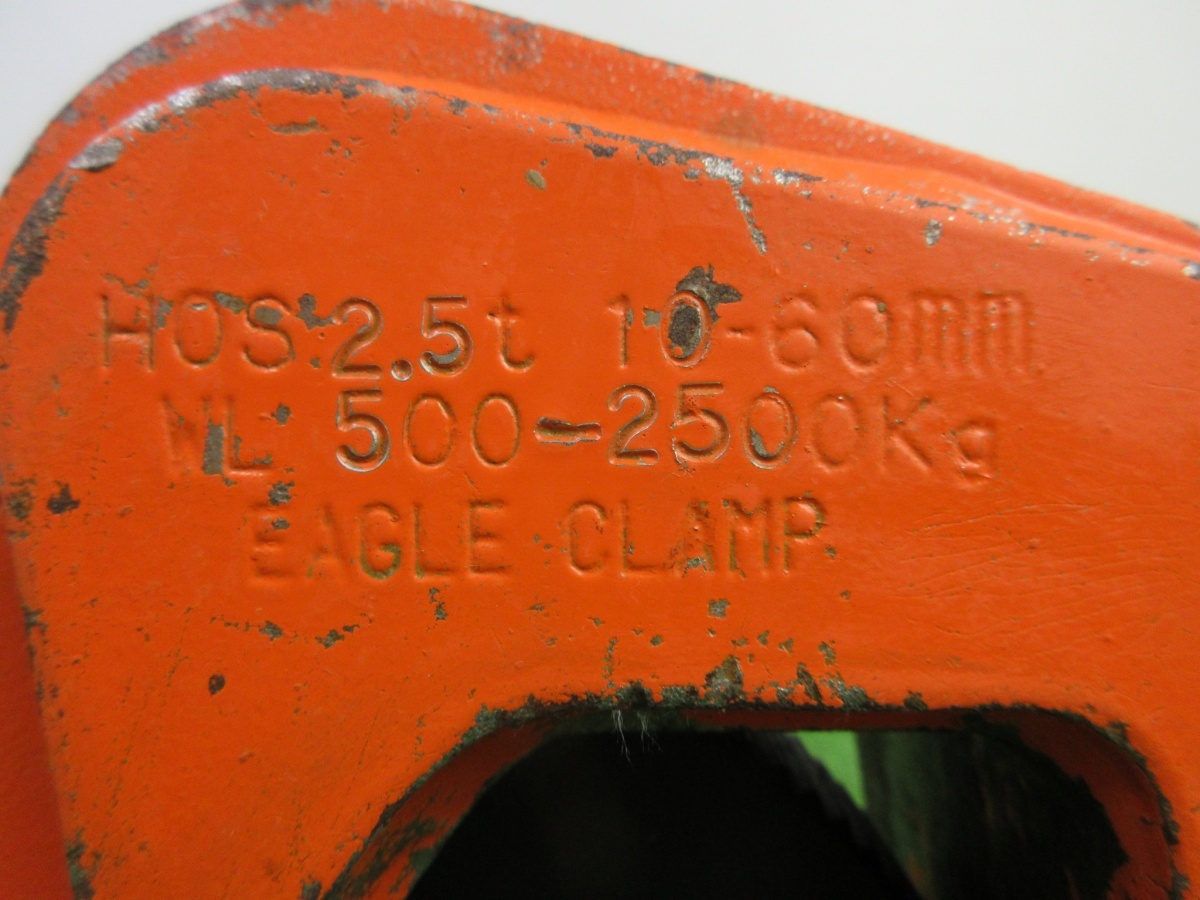 HOS.2.5t 10-60mm
WL 500-2500Kg
EAGLE CLAMP.